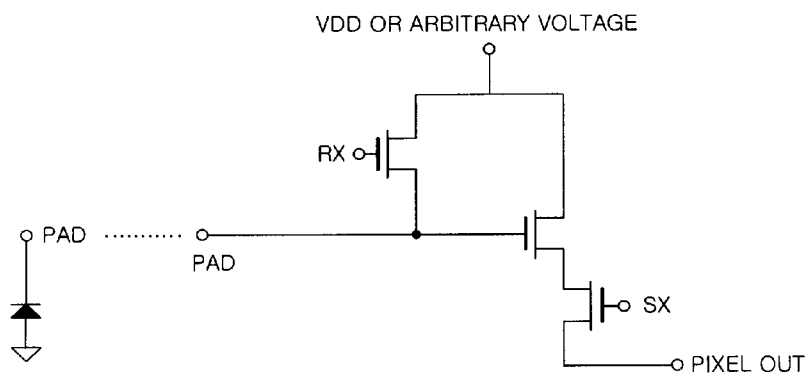 VDD OR ARBITRARY VOLTAGE
RX
PAD
PAD
SX
PIXEL OUT